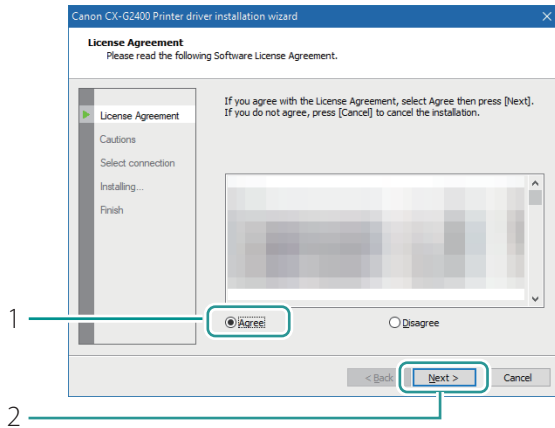 Canon CX-G2400 Printer driver installation wizard
License Agreement
Please read the following Software License Agreement.
License Agreement
Cautions
Select connection
Installing...
Finish
If you agree with the License Agreement, select Agree then press [Next].
If you do not agree, press [Cancel] to cancel the installation.
1
Agree
Disagree
< Back
Next >
Cancel
2